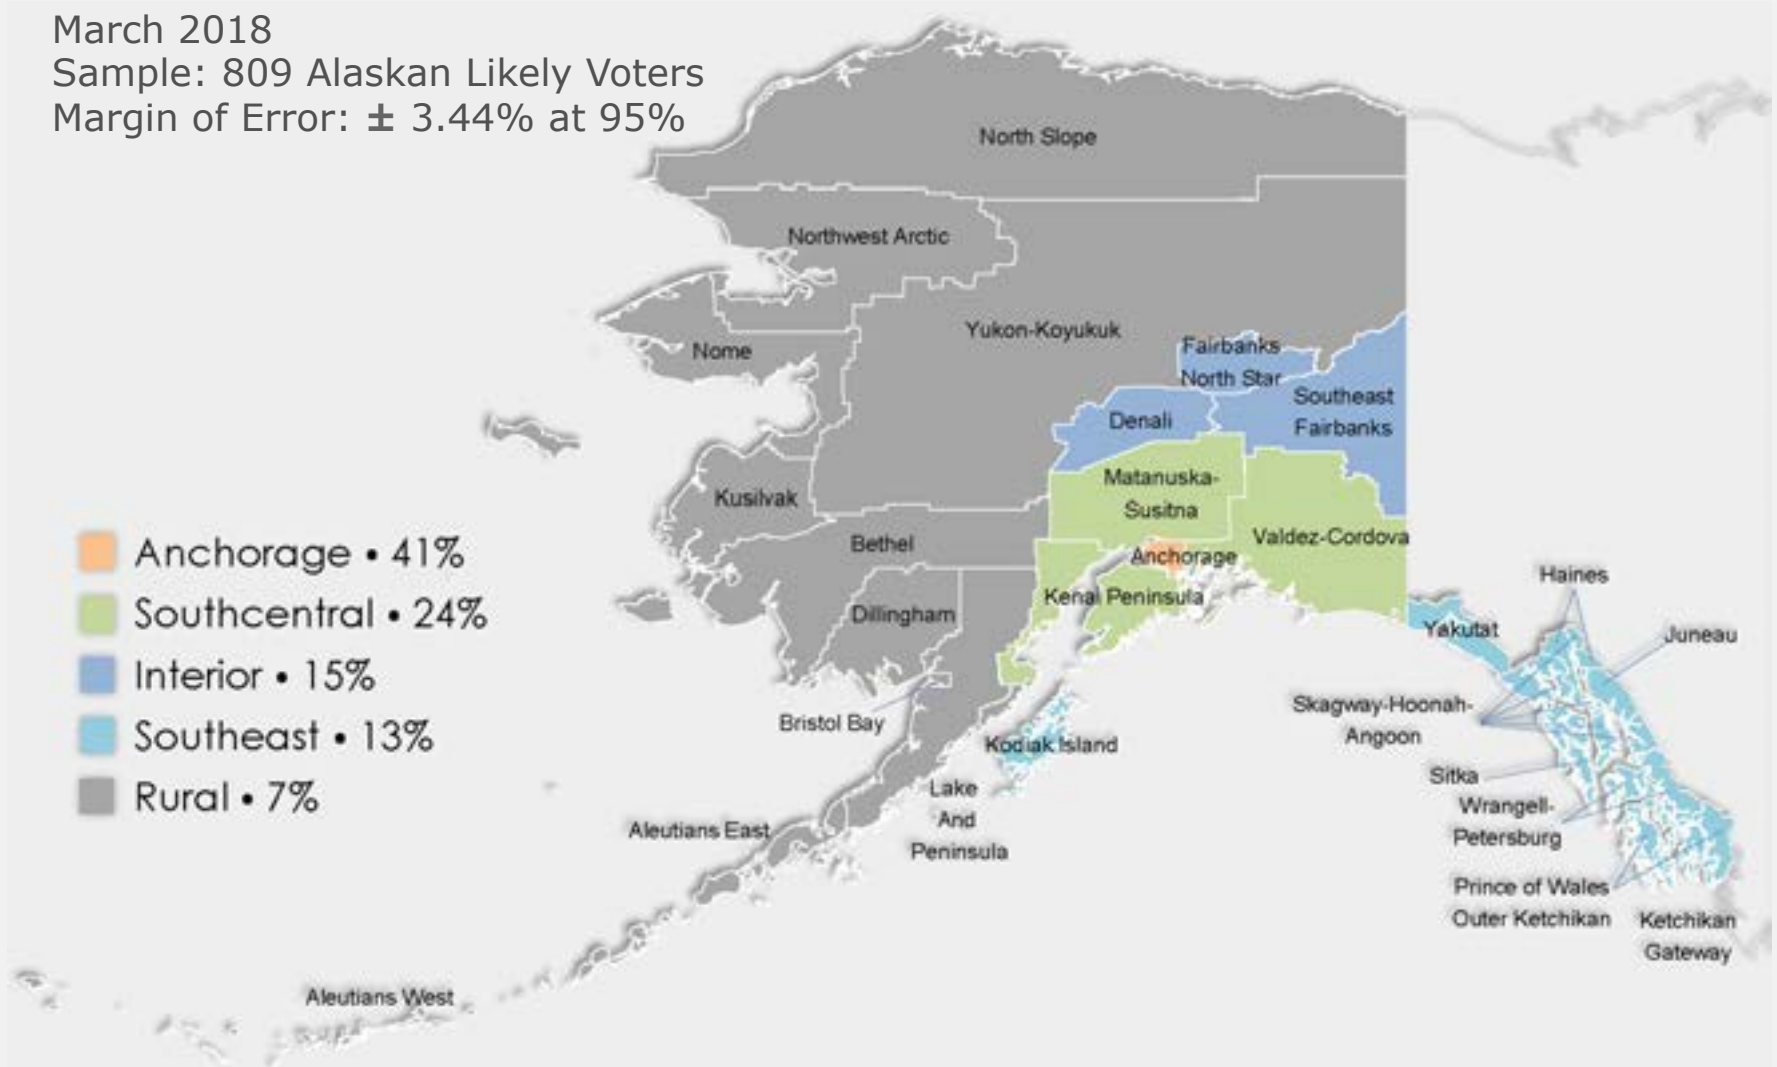 March 2018
Sample: 809 Alaskan Likely Voters
Margin of Error: ± 3.44% at 95%
North Slope
Northwest Arctic
Yukon-Koyukuk
Nome
Fairbanks
North Star
Southeast
Fairbanks
Denali
Matanuska-
Susitna
Kusilvak
Bethel
Valdez-Cordova
Anchorage
Kenai Peninsula
Dillingham
Anchorage • 41%
Southcentral • 24%
Interior • 15%
Southeast • 13%
Rural • 7%
Haines
Yakutat
Juneau
Skagway-Hoonah-
Angoon
Bristol Bay
Kodiak Island
Sitka
Lake
And
Peninsula
Wrangell-
Petersburg
Aleutians East
Prince of Wales
Outer Ketchikan
Ketchikan
Gateway
Aleutians West